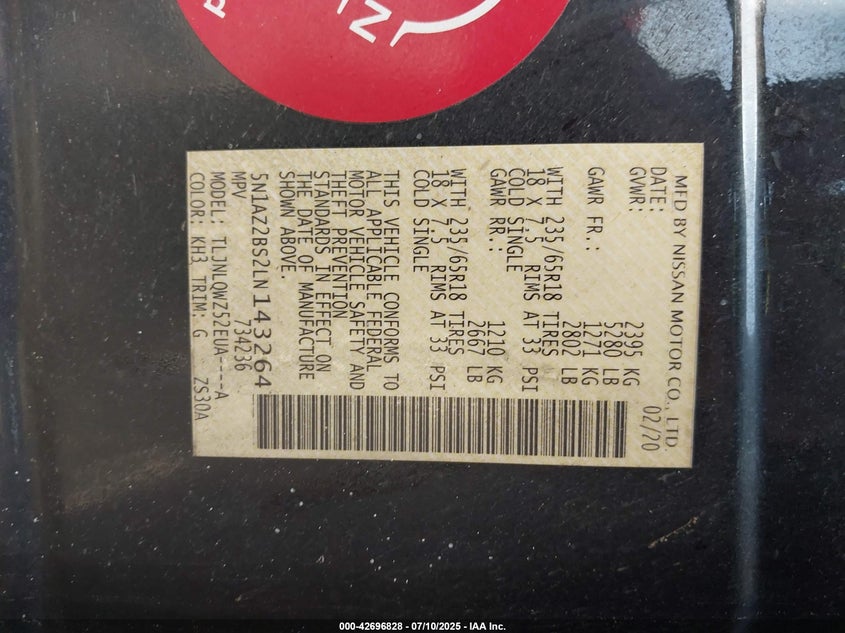 MFD BY NISSAN MOTOR CO., LTD.
DATE: 02/20
GVWR: 2395 KG
5280 LB
GAWR FR.: 1271 KG
2802 LB
WITH 235/65R18 TIRES
18 X 7.5 RIMS AT 33 PSI
COLD SINGLE
GAWR RR.: 1210 KG
2667 LB
WITH 235/65R18 TIRES
18 X 7.5 RIMS AT 33 PSI
COLD SINGLE
THIS VEHICLE CONFORMS TO
ALL APPLICABLE FEDERAL
MOTOR VEHICLE SAFETY AND
THEFT PREVENTION
STANDARDS IN EFFECT ON
THE DATE OF MANUFACTURE
SHOWN ABOVE.
5N1AZ2BS2LN143264
MPV 734236
MODEL: TLJNLQWZ52EUA----A
COLOR: KH3 TRIM: G ZS30A
000-42696828 - 07/10/2025 - IAA Inc.